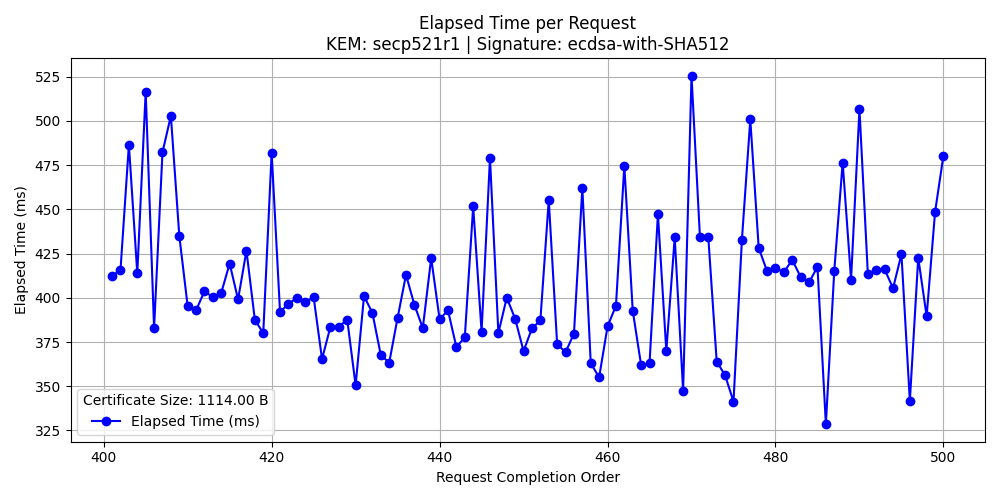 Elapsed Time per Request
KEM: secp521r1 | Signature: ecdsa-with-SHA512
Elapsed Time (ms)
525
500
475
450
425
400
375
350
325
Certificate Size: 1114.00 B
Elapsed Time (ms)
400 420 440 460 480 500
Request Completion Order